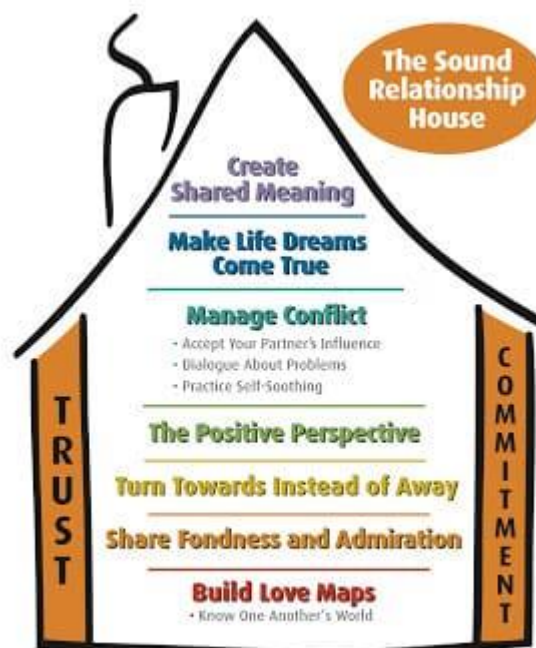 The Sound
Relationship
House
Create
Shared Meaning
Make Life Dreams
Come True
Manage Conflict
• Accept Your Partner's Influence
• Dialogue About Problems
• Practice Self-Soothing
The Positive Perspective
Turn Towards Instead of Away
Share Fondness and Admiration
Build Love Maps
• Know One Another's World
TRUST
COMMITMENT